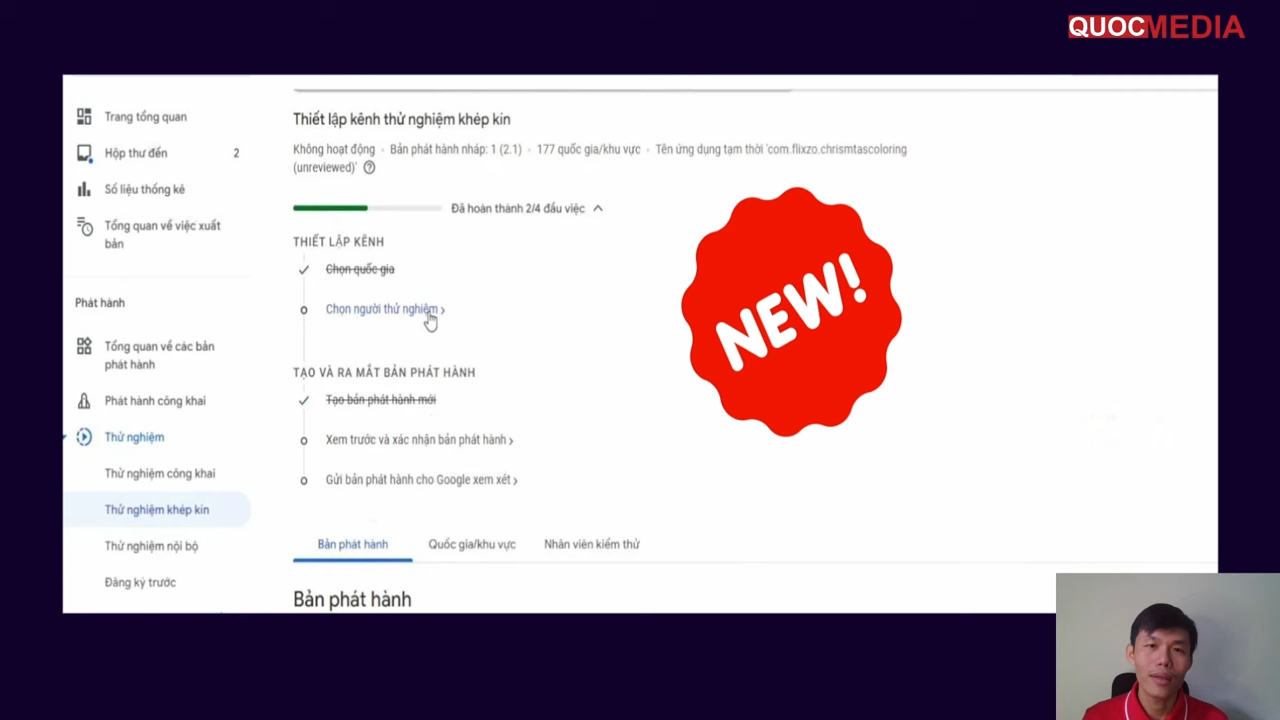 QUOCMEDIA
Trang tổng quan
Hộp thư đến 2
Số liệu thống kê
Tổng quan về việc xuất
bản
Phát hành
Tổng quan về các bản
phát hành
Phát hành công khai
Thử nghiệm
Thử nghiệm công khai
Thử nghiệm khép kín
Thử nghiệm nội bộ
Đăng ký trước
Thiết lập kênh thử nghiệm khép kín
Không hoạt động • Bản phát hành nháp: 1 (2.1) • 177 quốc gia/khu vực • Tên ứng dụng tạm thời 'com.flixzo.chrismtascoloring
(unreviewed)'
Đã hoàn thành 2/4 đầu việc
THIẾT LẬP KÊNH
Chọn quốc gia
Chọn người thử nghiệm
TẠO VÀ RA MẮT BẢN PHÁT HÀNH
Tạo bản phát hành mới
Xem trước và xác nhận bản phát hành
Gửi bản phát hành cho Google xem xét
Bản phát hành Quốc gia/khu vực Nhân viên kiểm thử
Bản phát hành
NEW!